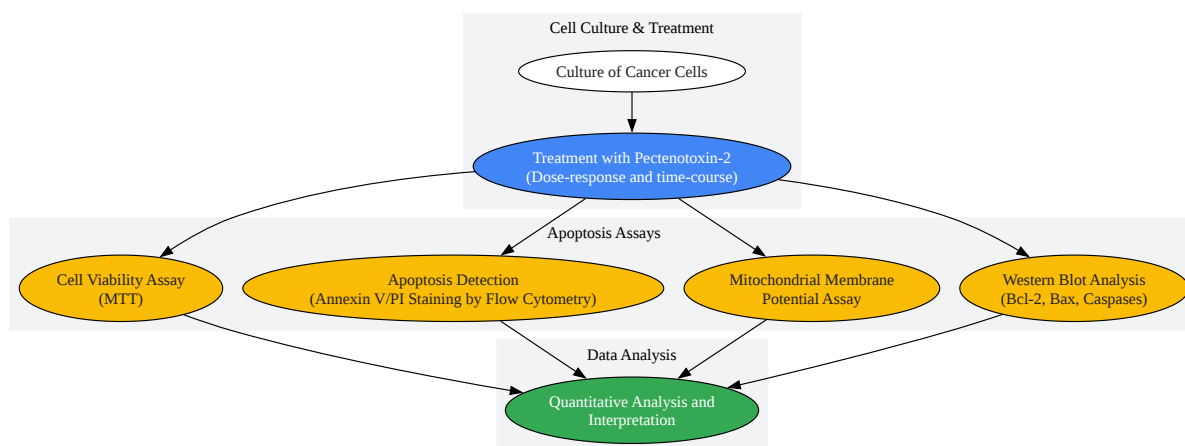 Cell Culture & Treatment
Culture of Cancer Cells
Treatment with Pectenotoxin-2
(Dose-response and time-course)
Apoptosis Assays
Cell Viability Assay
(MTT)
Apoptosis Detection
(Annexin V/PI Staining by Flow Cytometry)
Mitochondrial Membrane
Potential Assay
Western Blot Analysis
(Bcl-2, Bax, Caspases)
Data Analysis
Quantitative Analysis and
Interpretation